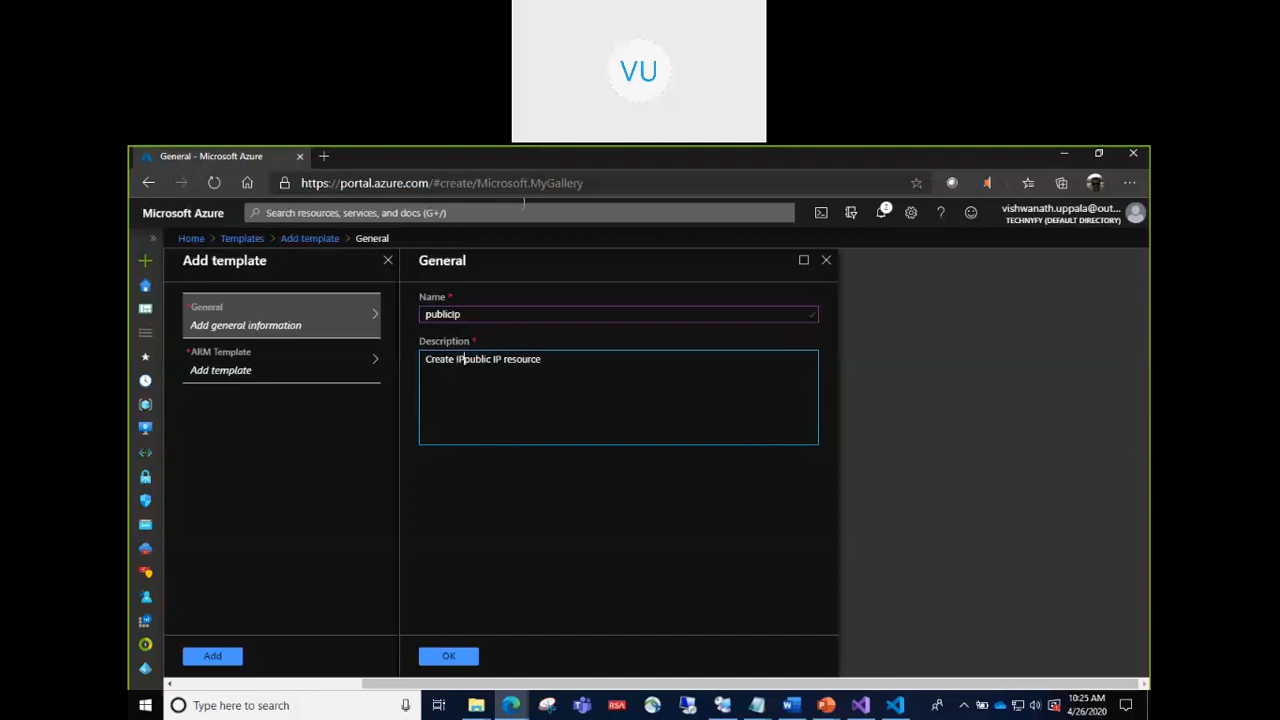 VU
General - Microsoft Azure
https://portal.azure.com/#create/Microsoft.MyGallery
Microsoft Azure
Search resources, services, and docs (G+/)
2
vishwanath.uppala@out...
TECHNYFY (DEFAULT DIRECTORY)
Home > Templates > Add template > General
Add template
General
* General
Add general information
* ARM Template
Add template
Name *
publicIp
Description *
Create IPpublic IP resource
Add
OK
Type here to search
RSA
10:25 AM
4/26/2020